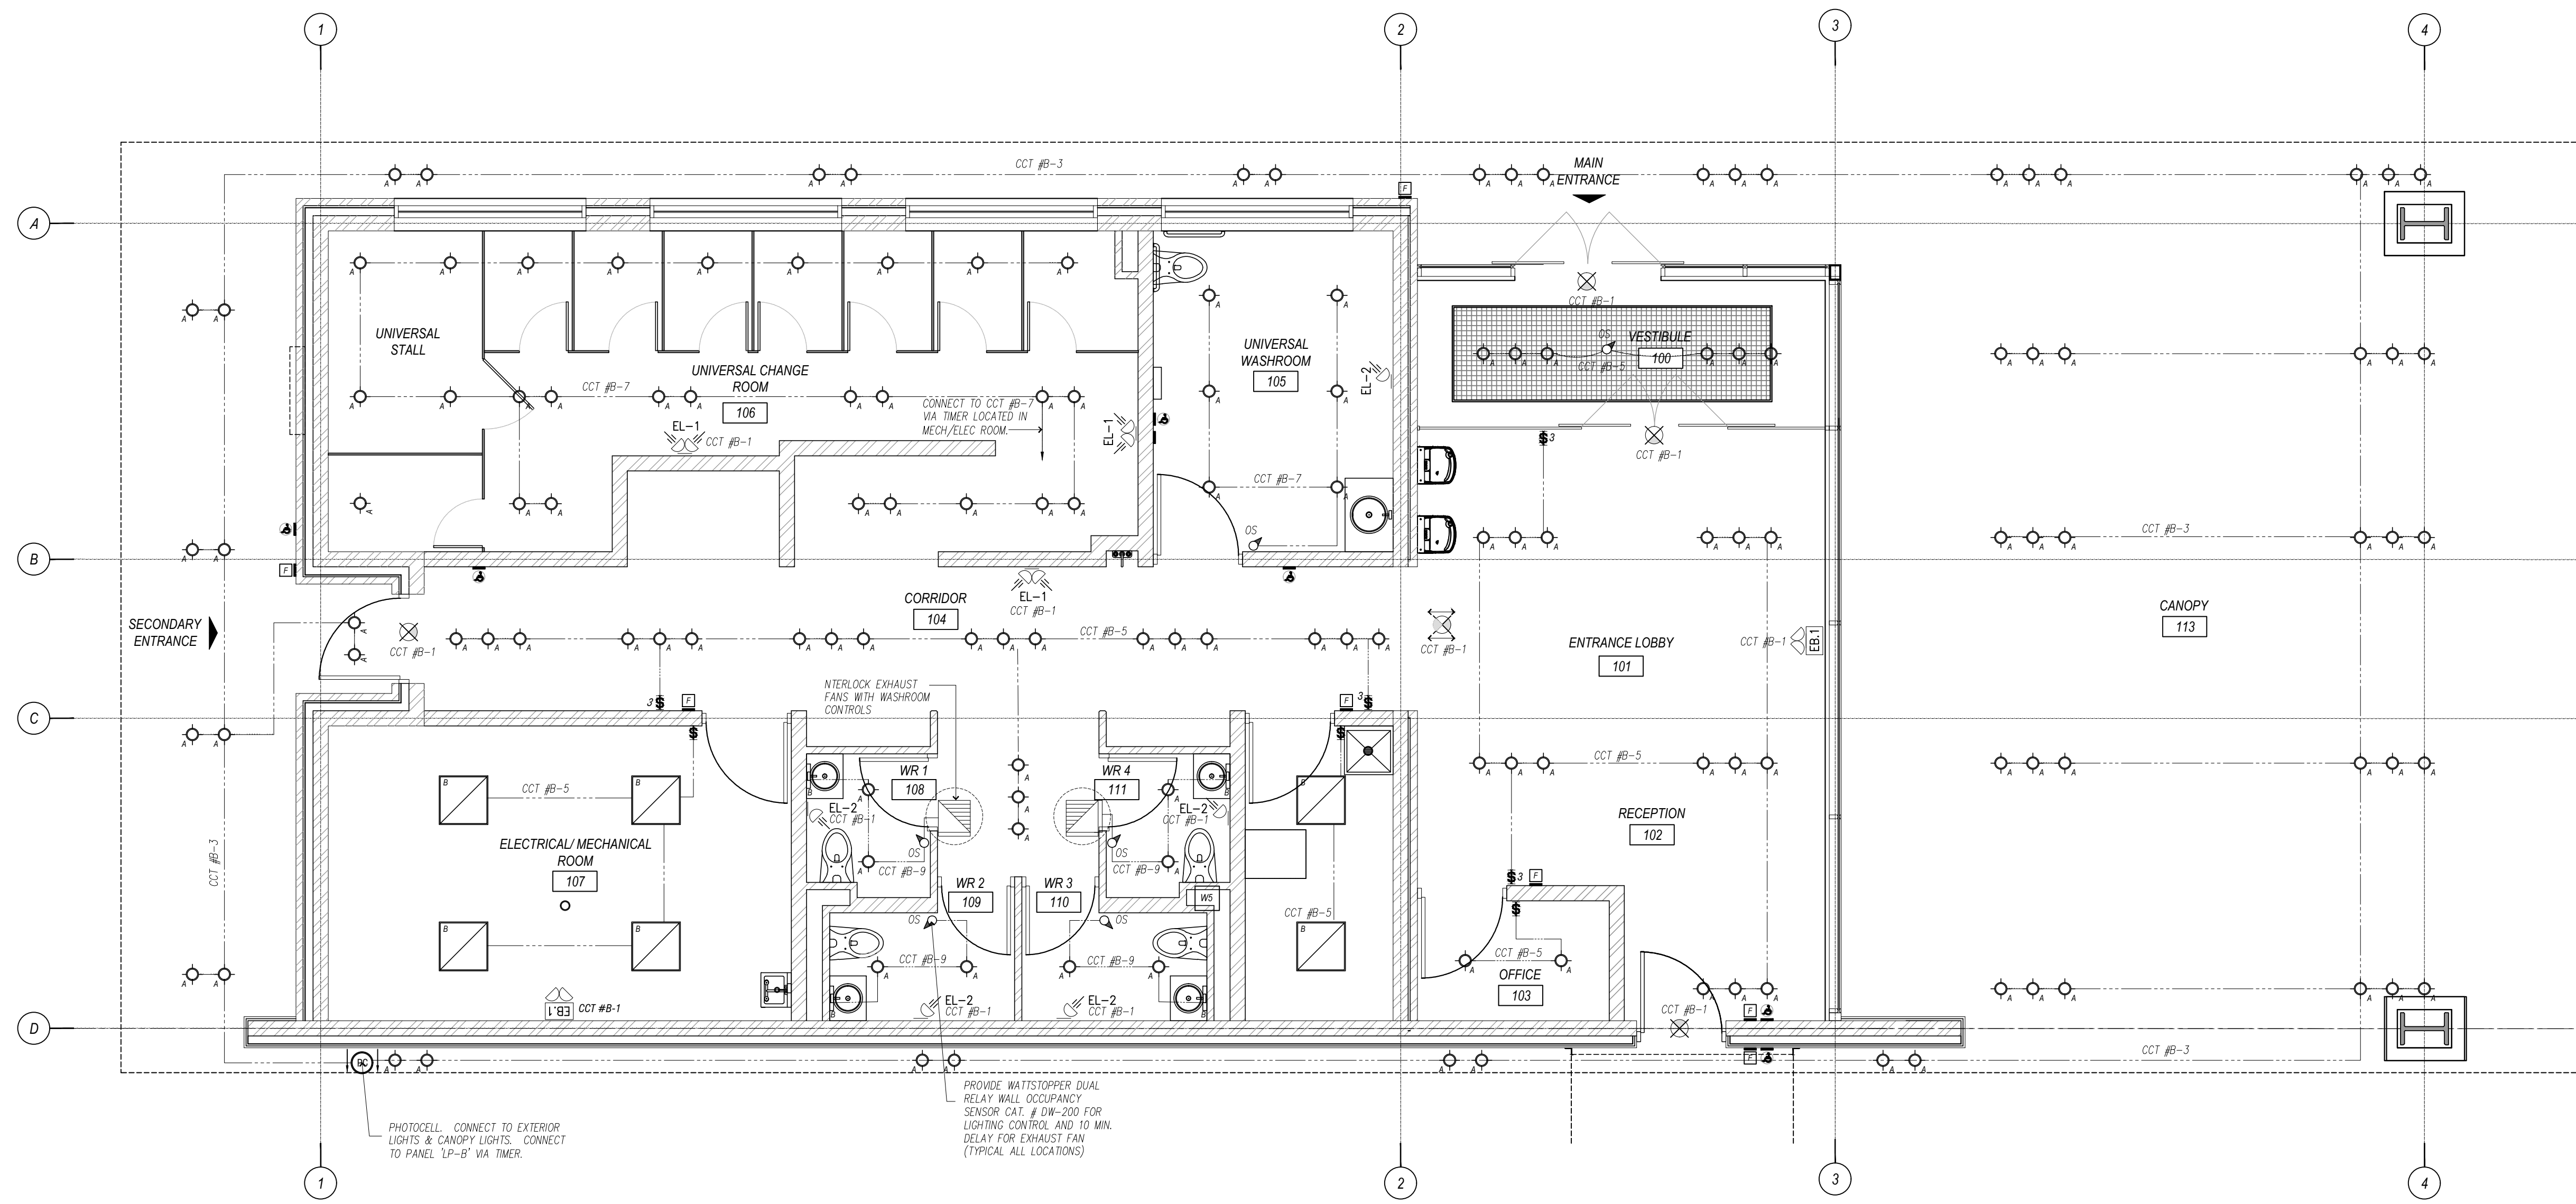 1
2
3
4
CCT #B-3
MAIN
ENTRANCE
A A A A A A A A A A A A A A A A A A
F
A
CCT #B-1
A A A A A A A A
A A
UNIVERSAL
STALL
UNIVERSAL
WASHROOM
105
EL-2
OS
VESTIBULE
100
A A A A A A
CCT #B-5
A A A A A A
UNIVERSAL CHANGE
ROOM
106
CCT #B-7
CONNECT TO CCT #B-7
VIA TIMER LOCATED IN
MECH/ELEC ROOM.
A A A A A A A A A A
A A
EL-1
CCT #B-1
EL-1
$3
CCT #B-1
CCT #B-7
A A
A A A A A A A A
OS
A A A A A A
CCT #B-3
A A A A A A
A A
B
F
EL-1
CCT #B-1
CORRIDOR
104
SECONDARY
ENTRANCE
A
A
CCT #B-1
CCT #B-5
A A A A A A A A A A A A A A A A A A
CCT #B-1
ENTRANCE LOBBY
101
CCT #B-1
EB.1
CANOPY
113
NTERLOCK EXHAUST
FANS WITH WASHROOM
CONTROLS
3$
F
3$
F
C
$
$
A A
WR 1
108
WR 4
111
A
A
A
B
B
CCT #B-5
B
B
B
A
A
EL-2
CCT #B-1
EL-2
CCT #B-1
CCT #B-5
A A A A A A
A A A A A A
RECEPTION
102
ELECTRICAL/ MECHANICAL
ROOM
107
OS
OS
A
CCT #B-9
A
CCT #B-9
CCT #B-3
WR 2
109
WR 3
110
W5
$3
F
$
OS
OS
CCT #B-5
B
B
B
CCT #B-9
CCT #B-9
A A A A
CCT #B-5
A A
OFFICE
103
A A
A A A
A A A A A A
EB.1
CCT #B-1
B
EL-2
CCT #B-1
EL-2
CCT #B-1
B
CCT #B-1
F
D
F
PC
A A A A A A A A
CCT #B-3
PHOTOCELL. CONNECT TO EXTERIOR
LIGHTS & CANOPY LIGHTS. CONNECT
TO PANEL 'LP-B' VIA TIMER.
PROVIDE WATTSTOPPER DUAL
RELAY WALL OCCUPANCY
SENSOR CAT. # DW-200 FOR
LIGHTING CONTROL AND 10 MIN.
DELAY FOR EXHAUST FAN
(TYPICAL ALL LOCATIONS)
1
2
3
4